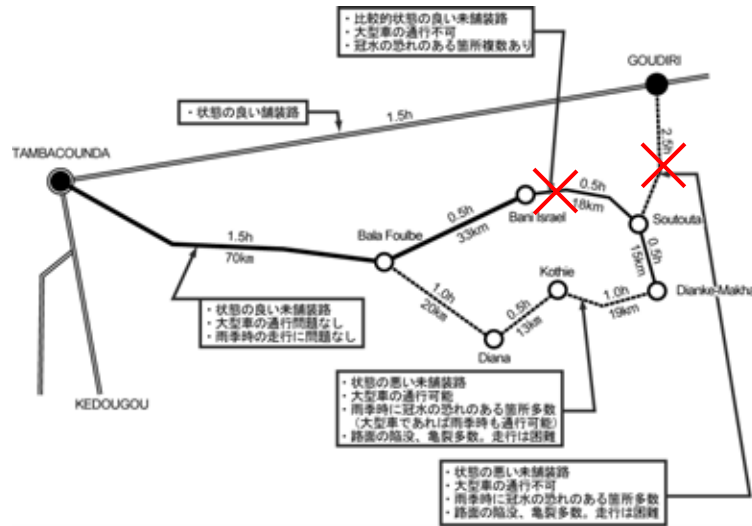 ・比較的状態の良い未舗装路
・大型車の通行不可
・冠水の恐れのある箇所複数あり
GOUDIRI
・状態の良い舗装路
1.5h
2.5h
TAMBACOUNDA
0.5h
18km
Bani Israel
0.5h
33km
Soutouta
1.5h
70km
Bala Foulbe
0.5h
15km
Kothie
1.0h
19km
Dianke-Makha
1.0h
20km
0.5h
13km
Diana
・状態の良い未舗装路
・大型車の通行問題なし
・雨季時の走行に問題なし
KEDOUGOU
・状態の悪い未舗装路
・大型車の通行可能
・雨季時に冠水の恐れのある箇所多数
(大型車であれば雨季時も通行可能)
・路面の陥没、亀裂多数。走行は困難
・状態の悪い未舗装路
・大型車の通行不可
・雨季時に冠水の恐れのある箇所多数
・路面の陥没、亀裂多数。走行は困難